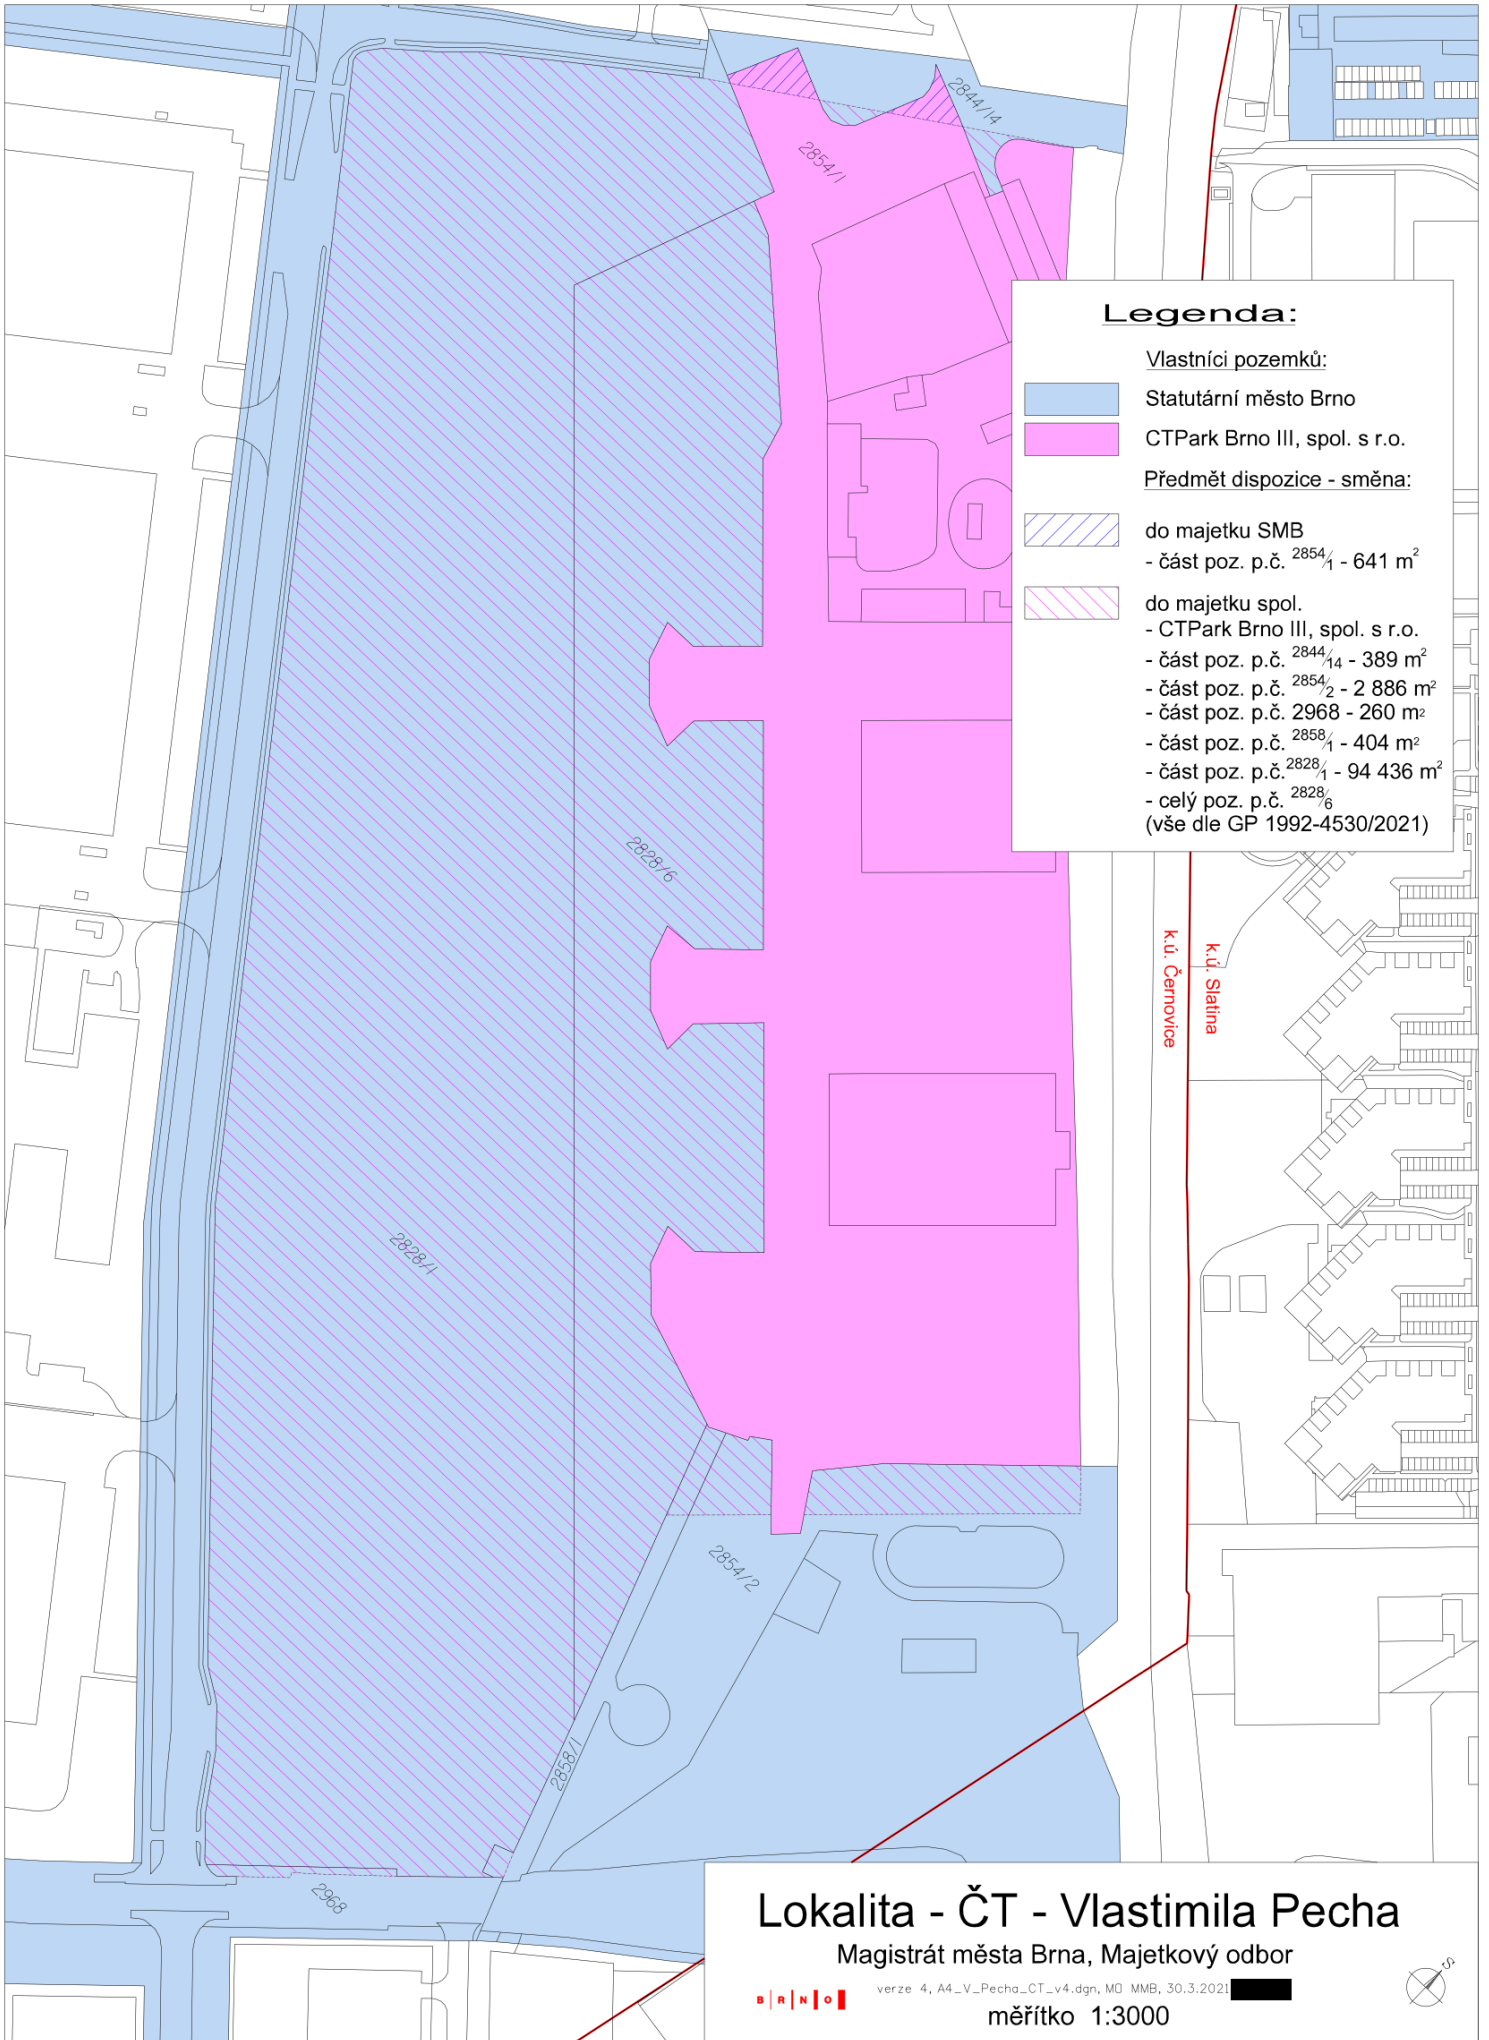 2844/14
2854/1
Legenda:
Vlastníci pozemků:
Statutární město Brno
CTPark Brno III, spol. s r.o.
Předmět dispozice - směna:
do majetku SMB
- část poz. p.č. 2854/1 - 641 m²
do majetku spol.
- CTPark Brno III, spol. s r.o.
- část poz. p.č. 2844/14 - 389 m²
- část poz. p.č. 2854/2 - 2 886 m²
- část poz. p.č. 2968 - 260 m²
- část poz. p.č. 2858/1 - 404 m²
- část poz. p.č. 2828/1 - 94 436 m²
- celý poz. p.č. 2828/6
(vše dle GP 1992-4530/2021)
2828/6
k.ú. Černovice
k.ú. Slatina
2828/1
2854/2
2858/1
2968
Lokalita - ČT - Vlastimila Pecha
Magistrát města Brna, Majetkový odbor
verze 4, A4_V_Pecha_CT_v4.dgn, MO MMB, 30.3.2021
B R N O
měřítko 1:3000
S